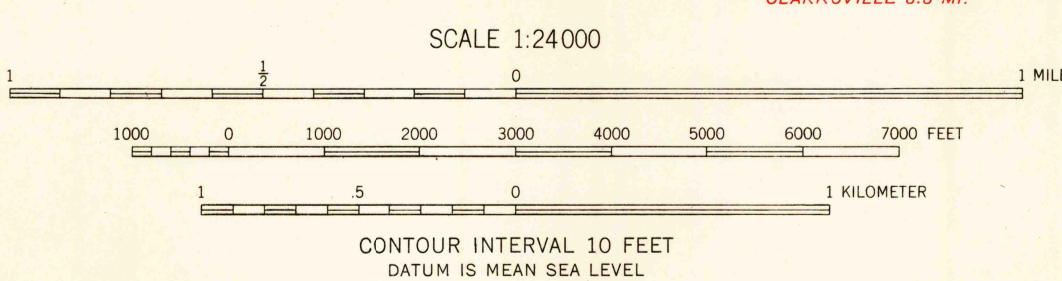 SCALE 1:24000
1 ½ 0 1 MILE
1000 0 1000 2000 3000 4000 5000 6000 7000 FEET
1 .5 0 1 KILOMETER
CONTOUR INTERVAL 10 FEET
DATUM IS MEAN SEA LEVEL